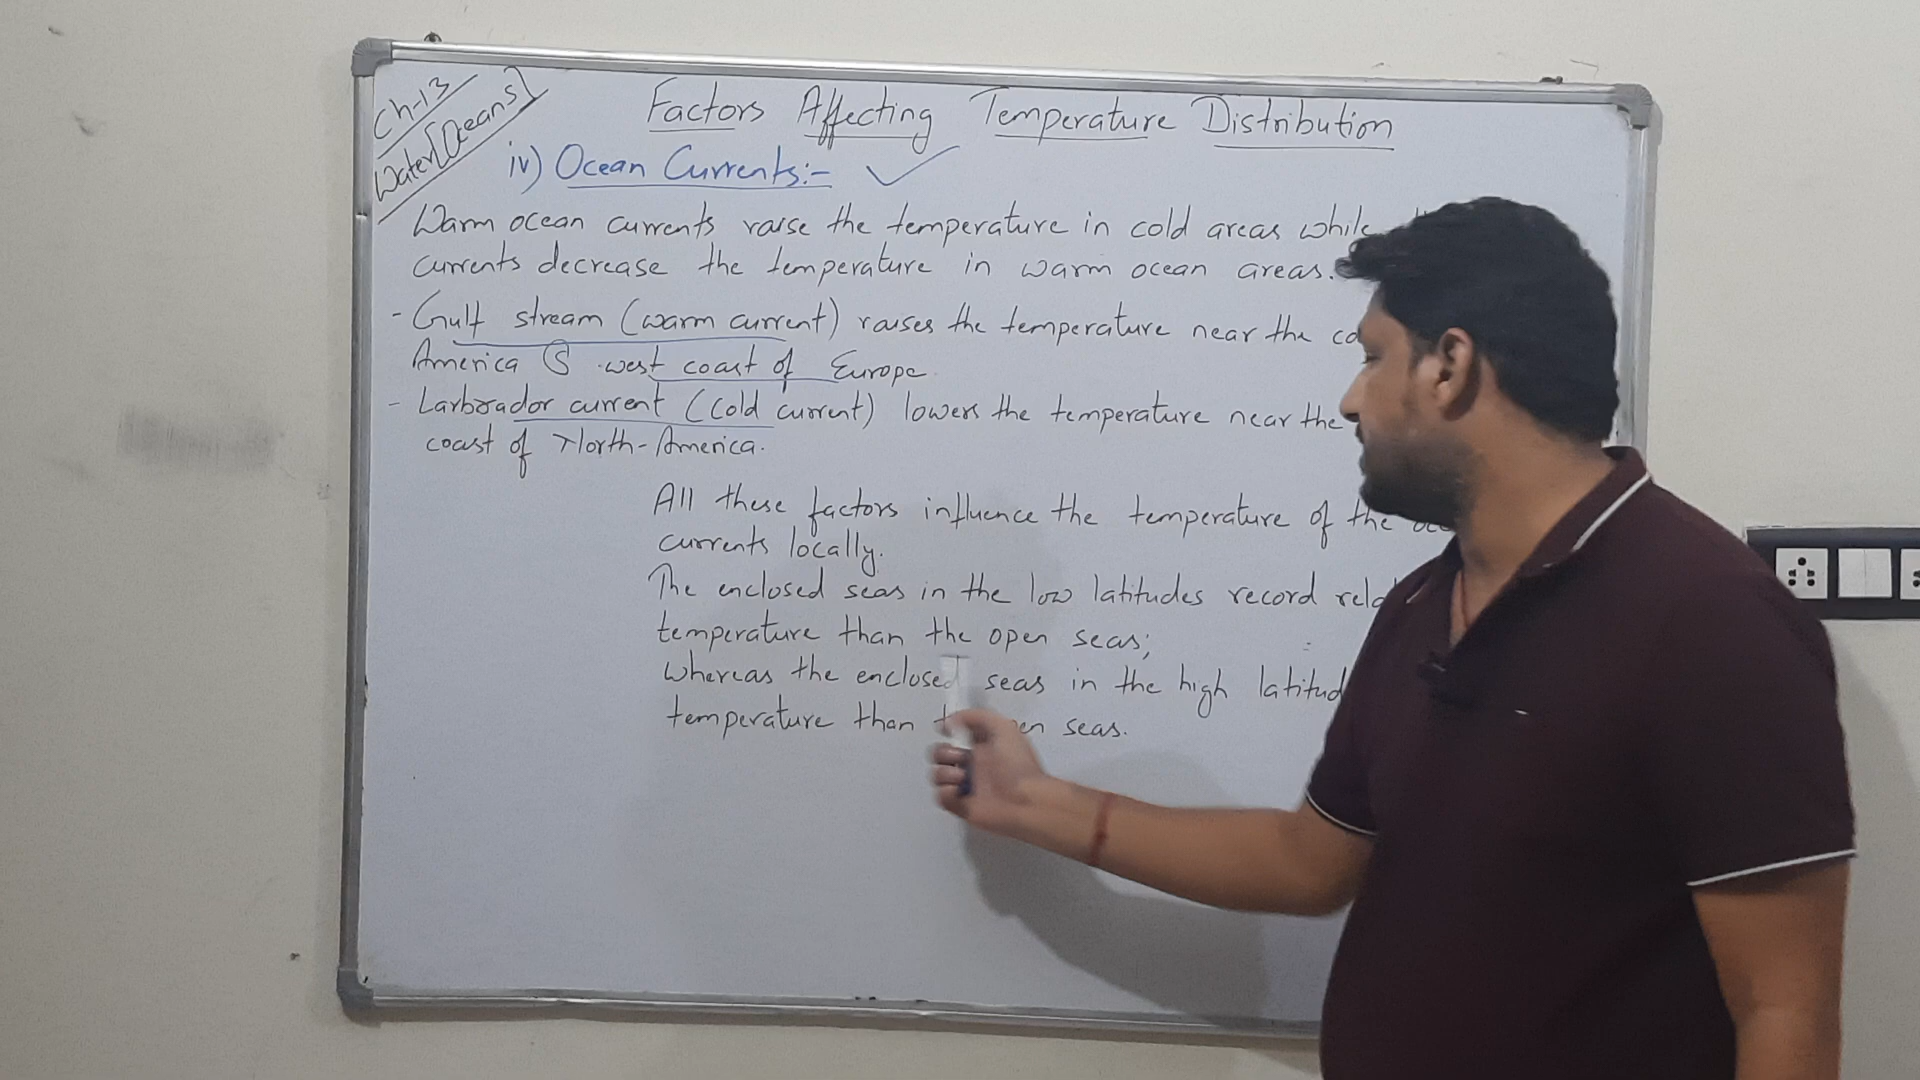 Ch-13
Water[Oceans]
Factors Affecting Temperature Distribution
iv) Ocean Currents:-
Warm ocean currents raise the temperature in cold areas while
currents decrease the temperature in warm ocean areas.
- Gulf stream (warm current) raises the temperature near the
America & west coast of Europe.
- Larbrador current (cold current) lowers the temperature near the
coast of North-America.
All these factors influence the temperature of the
currents locally.
The enclosed seas in the low latitudes record
temperature than the open seas;
whereas the enclosed seas in the high
temperature than seas.